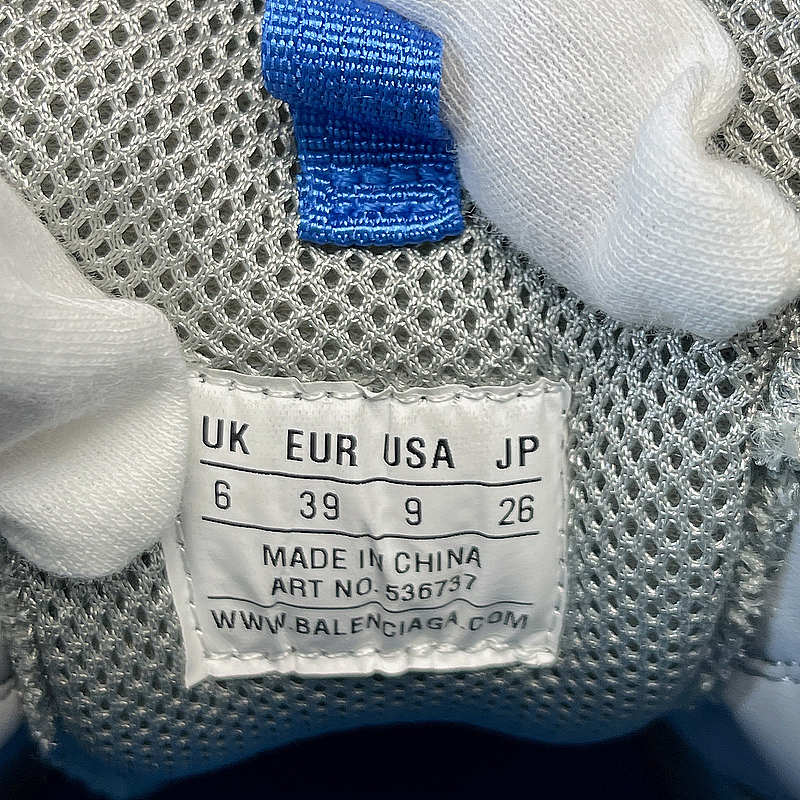 UK EUR USA JP
6 39 9 26
MADE IN CHINA
ART NO. 536737
WWW.BALENCIAGA.COM